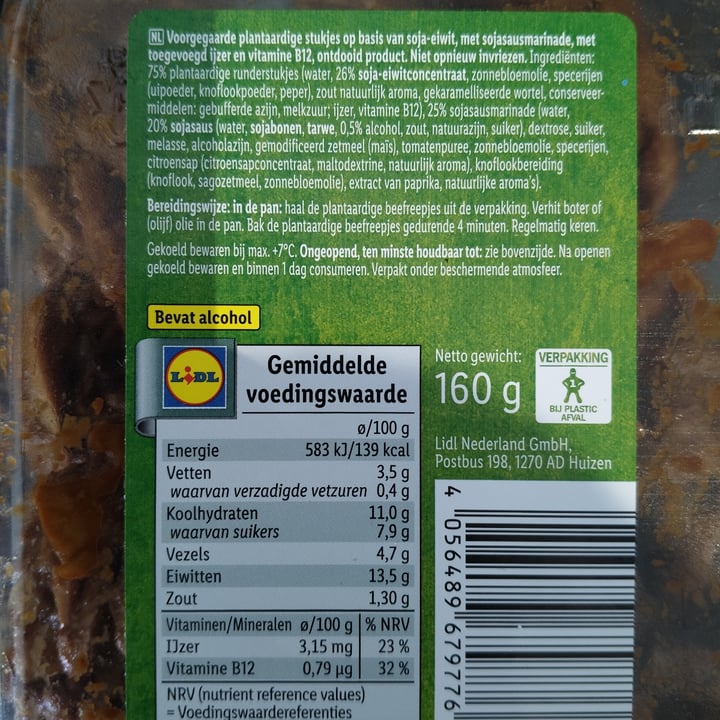 NL Voorgegaarde plantaardige stukjes op basis van soja-eiwit, met sojasausmarinade, met
toegevoegd ijzer en vitamine B12, ontdooid product. Niet opnieuw invriezen. Ingrediënten:
75% plantaardige runderstukjes (water, 26% soja-eiwitconcentraat, zonnebloemolie, specerijen
(uipoeder, knoflookpoeder, peper), zout natuurlijk aroma, gekaramelliseerde wortel, conserveer-
middelen: gebufferde azijn, melkzuur; ijzer, vitamine B12), 25% sojasausmarinade (water,
20% sojasaus (water, sojabonen, tarwe, 0,5% alcohol, zout, natuurazijn, suiker), dextrose, suiker,
melasse, alcoholazijn, gemodificeerd zetmeel (maïs), tomatenpuree, zonnebloemolie, specerijen,
citroensap (citroensapconcentraat, maltodextrine, natuurlijk aroma), knoflookbereiding
(knoflook, sagozetmeel, zonnebloemolie), extract van paprika, natuurlijke aroma's).
Bereidingswijze: in de pan: haal de plantaardige beefreepjes uit de verpakking. Verhit boter of
(olijf) olie in de pan. Bak de plantaardige beefreepjes gedurende 4 minuten. Regelmatig keren.
Gekoeld bewaren bij max. +7°C. Ongeopend, ten minste houdbaar tot: zie bovenzijde. Na openen
gekoeld bewaren en binnen 1 dag consumeren. Verpakt onder beschermende atmosfeer.
Bevat alcohol
LIDL
Gemiddelde
voedingswaarde
ø/100 g
Energie 583 kJ/139 kcal
Vetten 3,5 g
waarvan verzadigde vetzuren 0,4 g
Koolhydraten 11,0 g
waarvan suikers 7,9 g
Vezels 4,7 g
Eiwitten 13,5 g
Zout 1,30 g
Vitaminen/Mineralen ø/100 g % NRV
IJzer 3,15 mg 23 %
Vitamine B12 0,79 µg 32 %
NRV (nutrient reference values)
= Voedingswaardereferenties
Netto gewicht:
160 g
VERPAKKING
1
BIJ PLASTIC
AFVAL
Lidl Nederland GmbH,
Postbus 198, 1270 AD Huizen
4 056489 679776